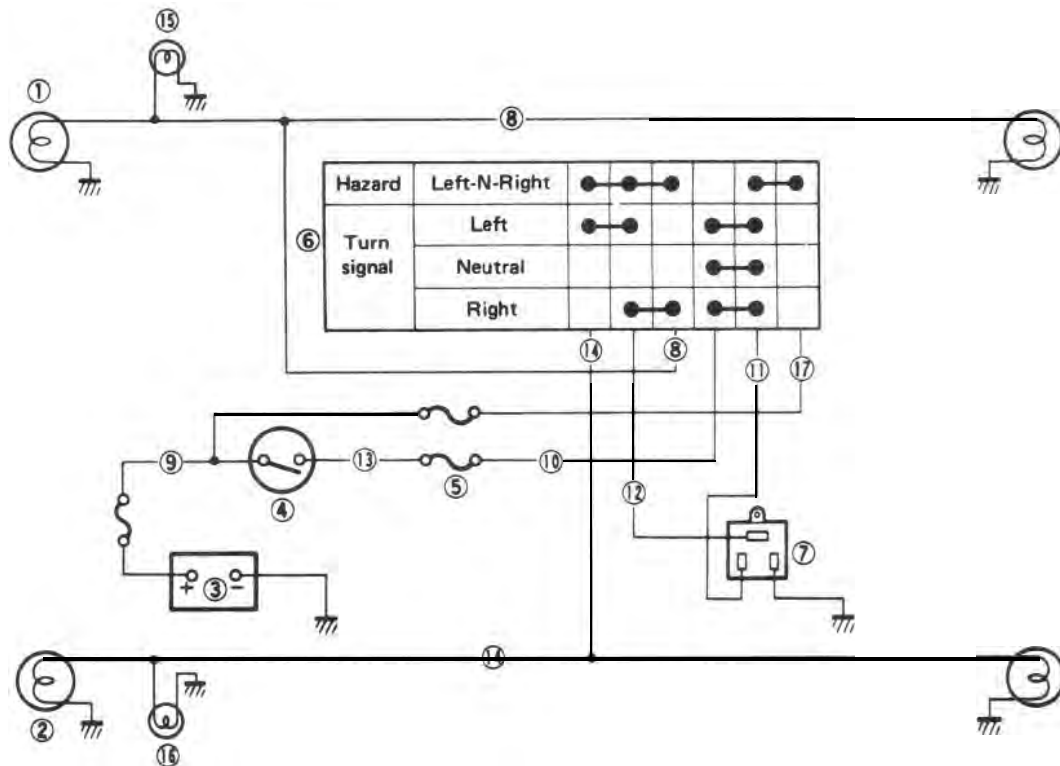 ⑮
①
⑧
Hazard Left-N-Right
⑥ Turn signal
Left
Neutral
Right
⑭ ⑧ ⑪ ⑰
⑨ ④ ⑬ ⑤ ⑩
⑫
⑦
+ ③ −
⑭
②
⑯